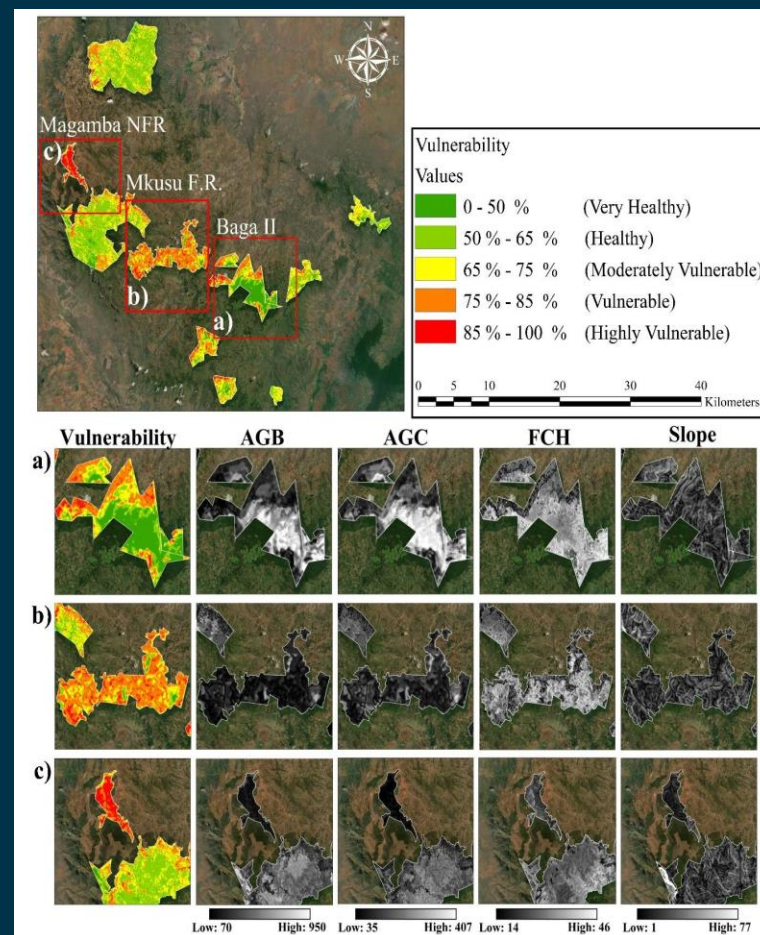 N
W E
S
Magamba NFR
c)
Mkusu F.R.
Baga II
b)
a)
Vulnerability
Values
0 - 50 % (Very Healthy)
50 % - 65 % (Healthy)
65 % - 75 % (Moderately Vulnerable)
75 % - 85 % (Vulnerable)
85 % - 100 % (Highly Vulnerable)
0 5 10 20 30 40
Kilometers
Vulnerability AGB AGC FCH Slope
a)
b)
c)
Low: 70 High: 950 Low: 35 High: 407 Low: 14 High: 46 Low: 1 High: 77